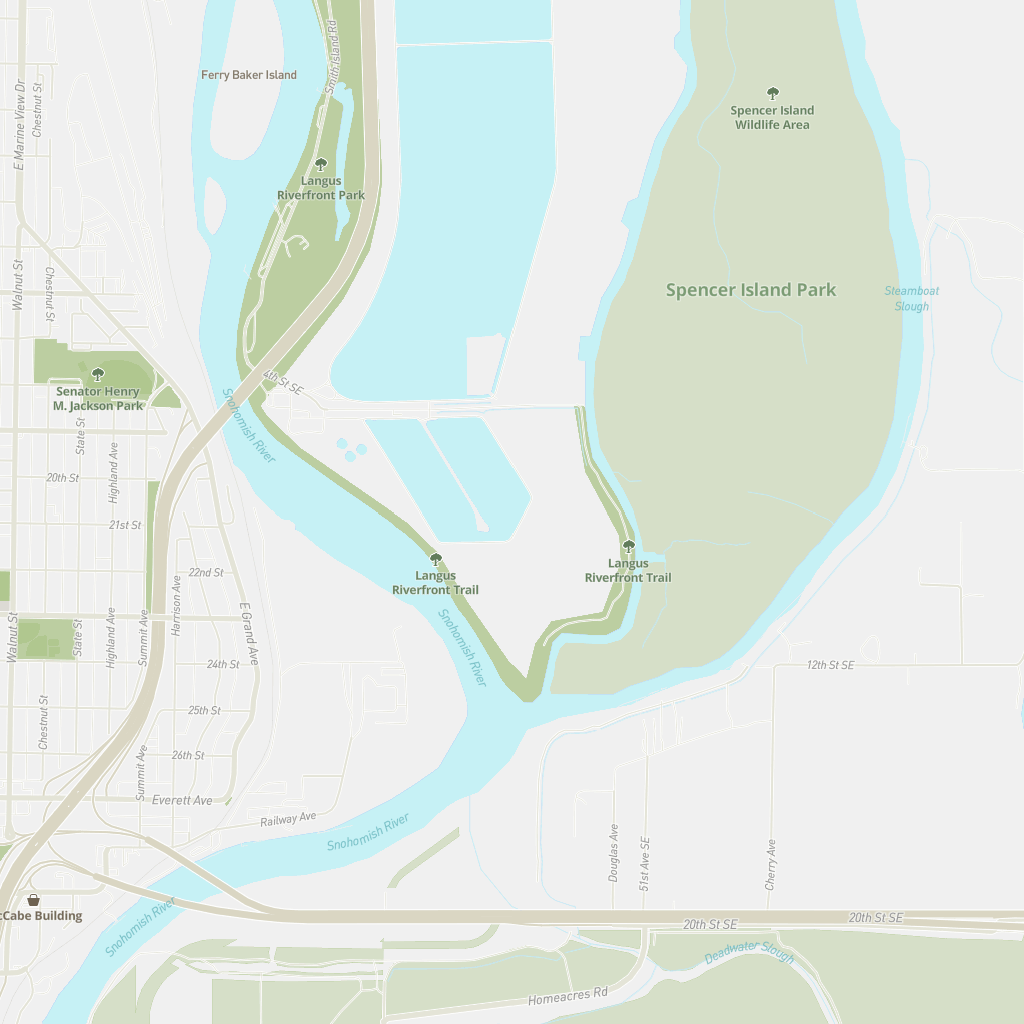 Smith Island Rd
Ferry Baker Island
E Marine View Dr
Chestnut St
Spencer Island
Wildlife Area
Langus
Riverfront Park
Walnut St
Chestnut St
Spencer Island Park
Steamboat
Slough
4th St SE
Senator Henry
M. Jackson Park
Snohomish River
State St
Highland Ave
20th St
21st St
Langus
Riverfront Trail
Langus
Riverfront Trail
22nd St
Harrison Ave
E Grand Ave
Walnut St
State St
Highland Ave
Summit Ave
Snohomish River
24th St
12th St SE
Chestnut St
25th St
26th St
Summit Ave
Everett Ave
Railway Ave
Snohomish River
Douglas Ave
51st Ave SE
Cherry Ave
Cabe Building
Snohomish River
20th St SE
20th St SE
Deadwater Slough
Homeacres Rd